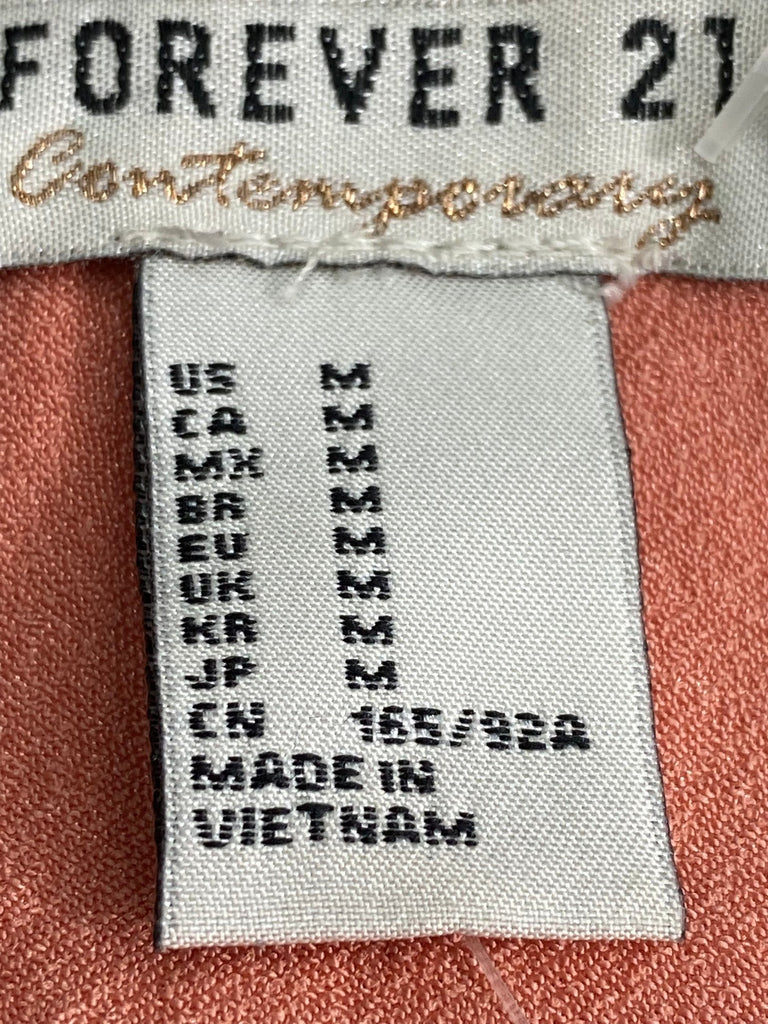 FOREVER 21
Contemporary
US M
CA M
MX M
BR M
EU M
UK M
KR M
JP M
CN 165/92A
MADE IN
VIETNAM